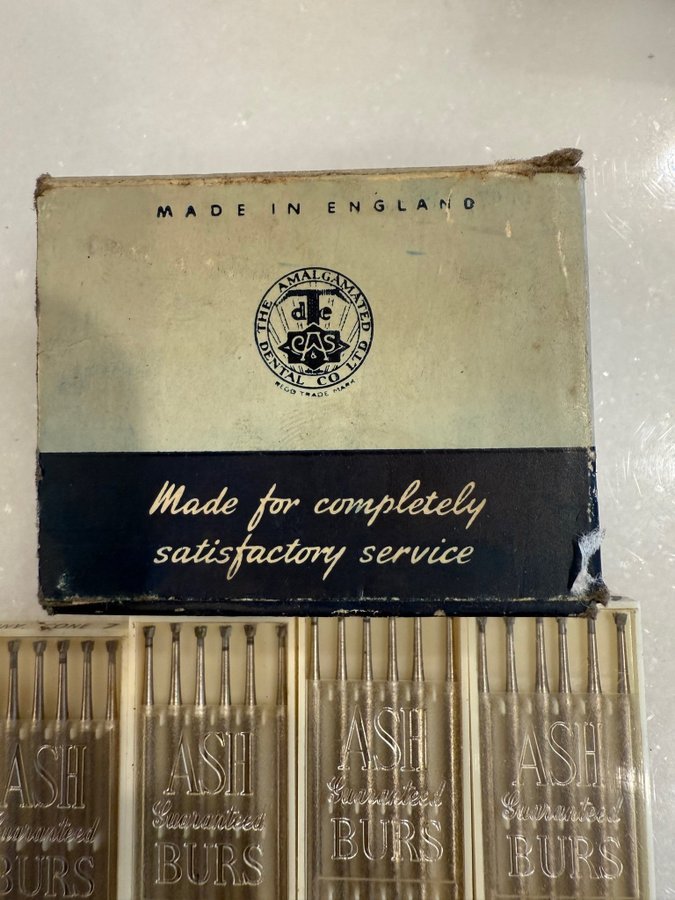 MADE IN ENGLAND
THE AMALGAMATED
DENTAL CO LTD
d T e
CAS
&
REGD TRADE MARK
Made for completely
satisfactory service
ASH
Guaranteed
BURS
ASH
Guaranteed
BURS
ASH
Guaranteed
BURS
ASH
Guaranteed
BURS